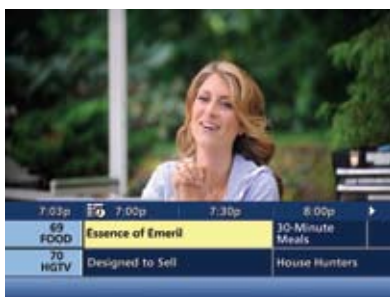 7:03p 7:00p 7:30p 8:00p
69 FOOD Essence of Emeril 30-Minute Meals
70 HGTV Designed to Sell House Hunters